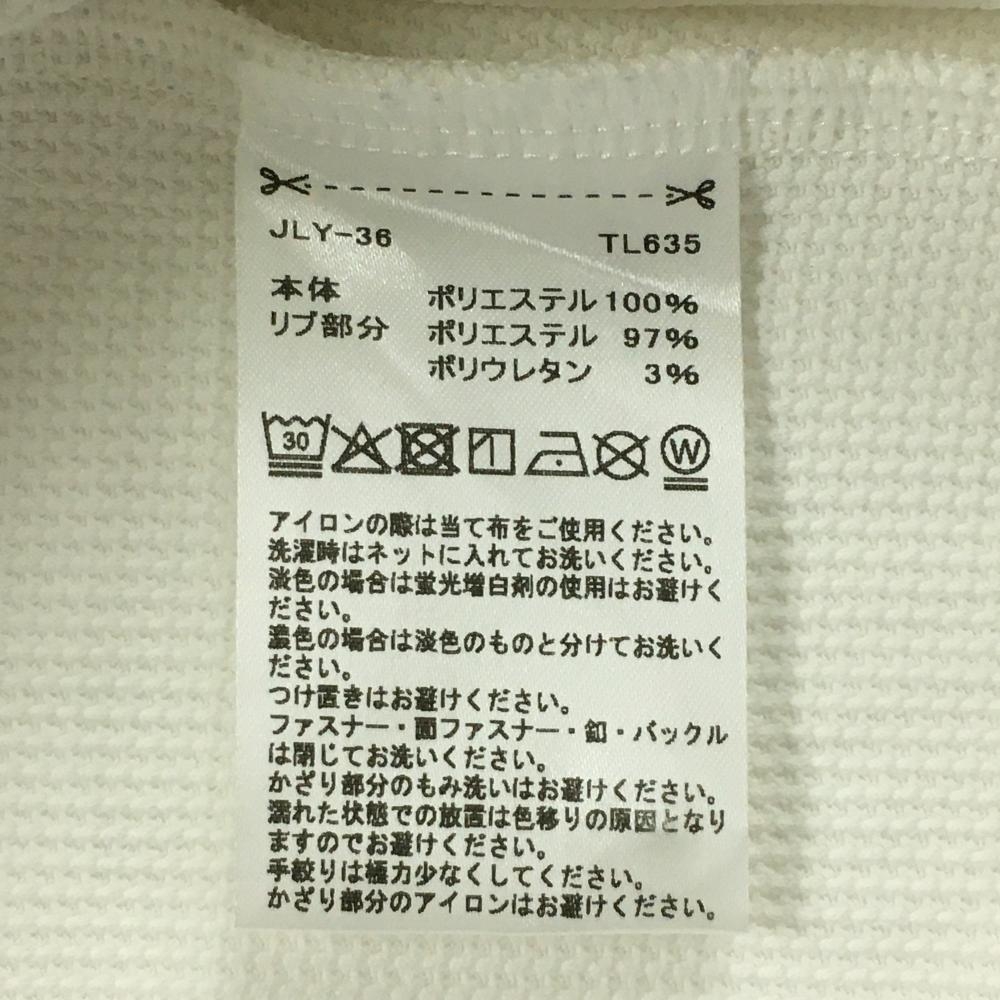 JLY-36 TL635
本体 ポリエステル 100%
リブ部分 ポリエステル 97%
ポリウレタン 3%
30 W
アイロンの際は当て布をご使用ください。
洗濯時はネットに入れてお洗いください。
淡色の場合は蛍光増白剤の使用はお避けく
ださい。
濃色の場合は淡色のものと分けてお洗いく
ださい。
つけ置きはお避けください。
ファスナー・面ファスナー・釦・バックル
は閉じてお洗いください。
かざり部分のもみ洗いはお避けください。
濡れた状態での放置は色移りの原因となり
ますのでお避けください。
手絞りは極力少なくしてください。
かざり部分のアイロンはお避けください。